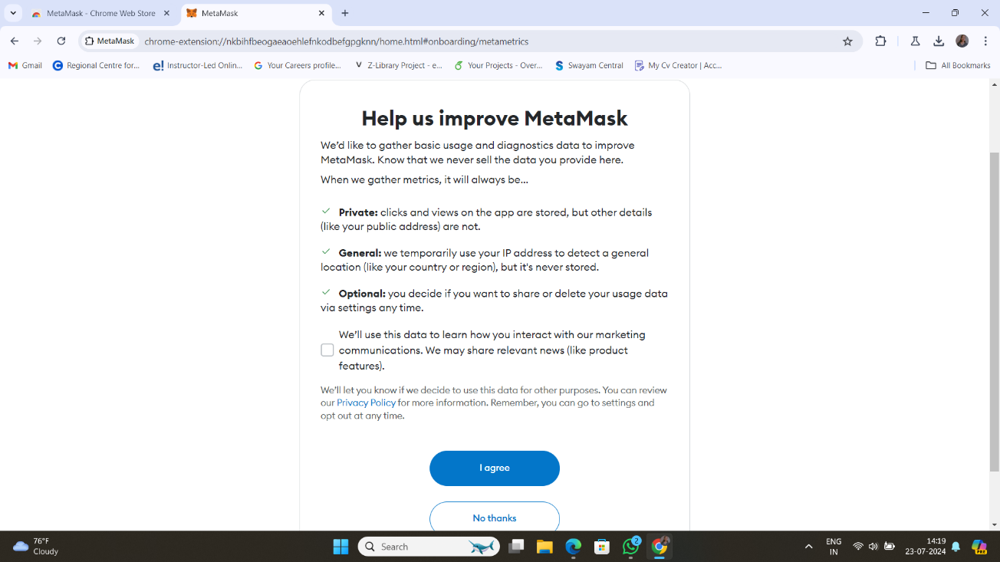 MetaMask - Chrome Web Store
MetaMask
MetaMask
chrome-extension://nkbihfbeogaeaoehlefnkodbefgpgknn/home.html#onboarding/metametrics
Gmail
Regional Centre for...
Instructor-Led Onlin...
Your Careers profile...
Z-Library Project - e...
Your Projects - Over...
Swayam Central
My Cv Creator | Acc...
All Bookmarks
Help us improve MetaMask
We’d like to gather basic usage and diagnostics data to improve
MetaMask. Know that we never sell the data you provide here.
When we gather metrics, it will always be...
Private: clicks and views on the app are stored, but other details
(like your public address) are not.
General: we temporarily use your IP address to detect a general
location (like your country or region), but it's never stored.
Optional: you decide if you want to share or delete your usage data
via settings any time.
We’ll use this data to learn how you interact with our marketing
communications. We may share relevant news (like product
features).
We’ll let you know if we decide to use this data for other purposes. You can review
our Privacy Policy for more information. Remember, you can go to settings and
opt out at any time.
I agree
No thanks
76°F
Cloudy
Search
2
ENG
IN
14:19
23-07-2024
PRE